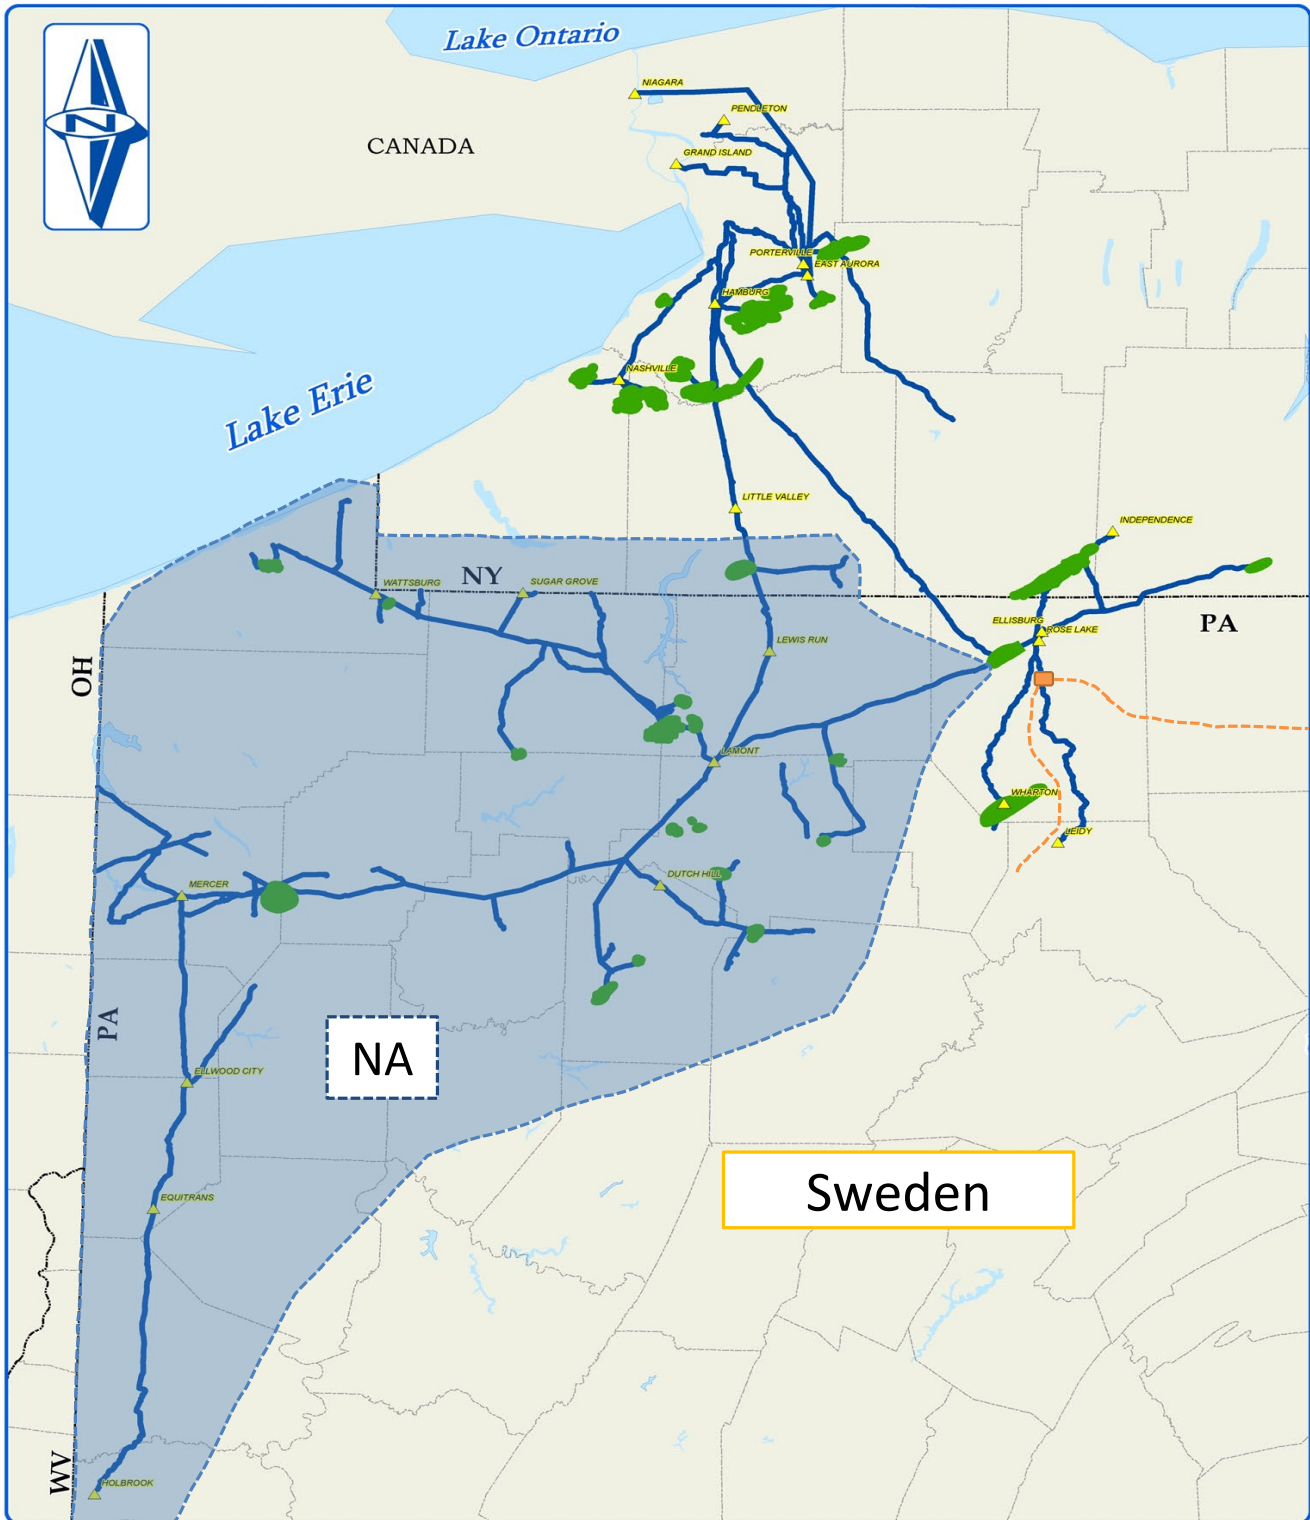 Lake Ontario
N
NIAGARA
PENDLETON
CANADA
GRAND ISLAND
PORTERVILLE
EAST AURORA
HAMBURG
NASHVILLE
Lake Erie
LITTLE VALLEY
INDEPENDENCE
NY
WATTSBURG
SUGAR GROVE
ELLISBURG
PA
ROSE LAKE
LEWIS RUN
OH
LAMONT
WHARTON
LEIDY
MERCER
DUTCH HILL
PA
NA
ELLWOOD CITY
Sweden
EQUITRANS
WV
HOLBROOK